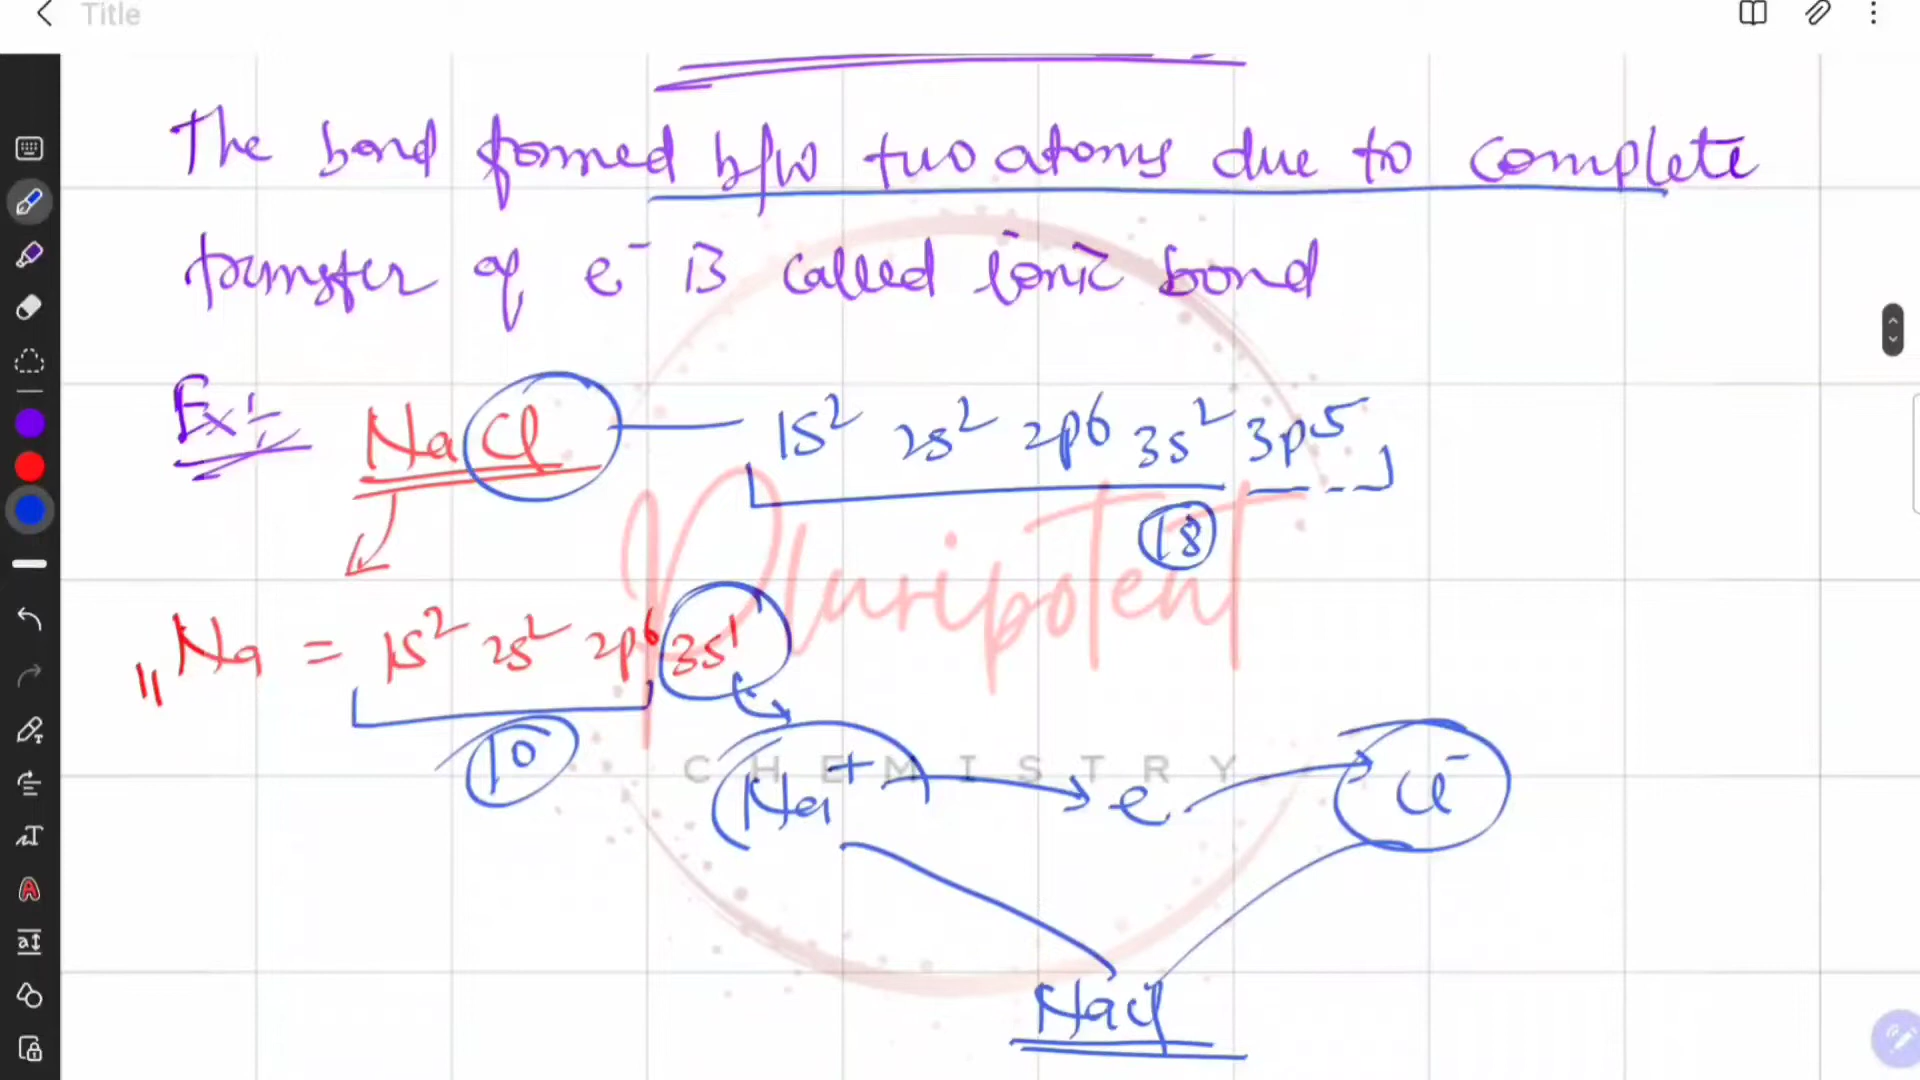 Title
The bond formed b/w two atoms due to complete
transfer of e⁻ is called ionic bond
Ex:- NaCl — 1s² 2s² 2p⁶ 3s² 3p⁵
18
11Na = 1s² 2s² 2p⁶ 3s¹
10
Na⁺ → e → Cl⁻
NaCl
Pluripotent
CHEMISTRY